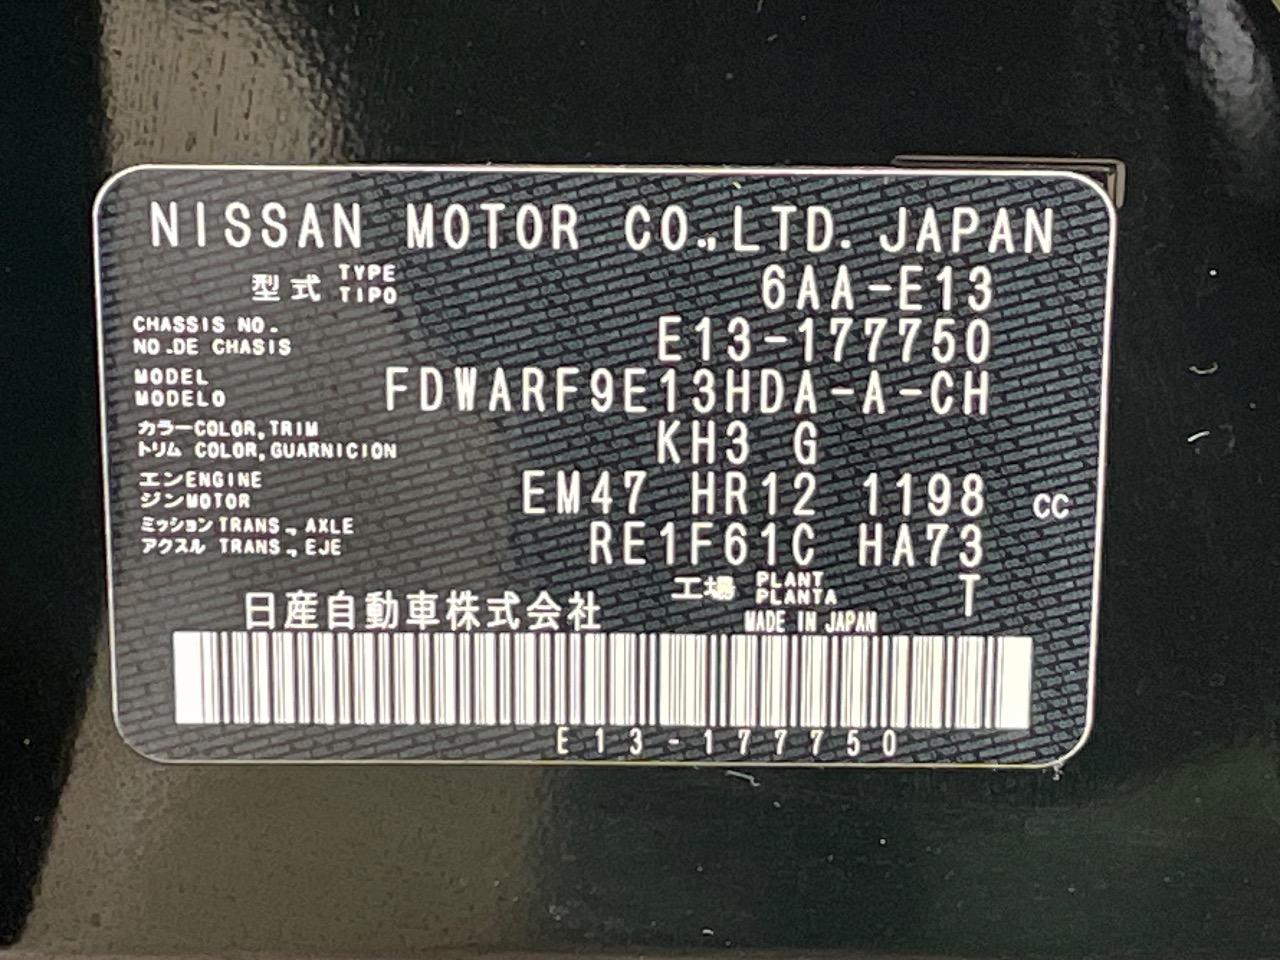 NISSAN MOTOR CO.,LTD. JAPAN
型式 TYPE TIPO 6AA-E13
CHASSIS NO. NO.DE CHASIS E13-177750
MODEL MODELO FDWARF9E13HDA-A-CH
カラーCOLOR,TRIM
トリム COLOR,GUARNICION KH3 G
エンENGINE
ジンMOTOR EM47 HR12 1198 CC
ミッションTRANS.,AXLE
アクスル TRANS.,EJE RE1F61C HA73
工場 PLANT PLANTA T
日産自動車株式会社 MADE IN JAPAN
E13-177750